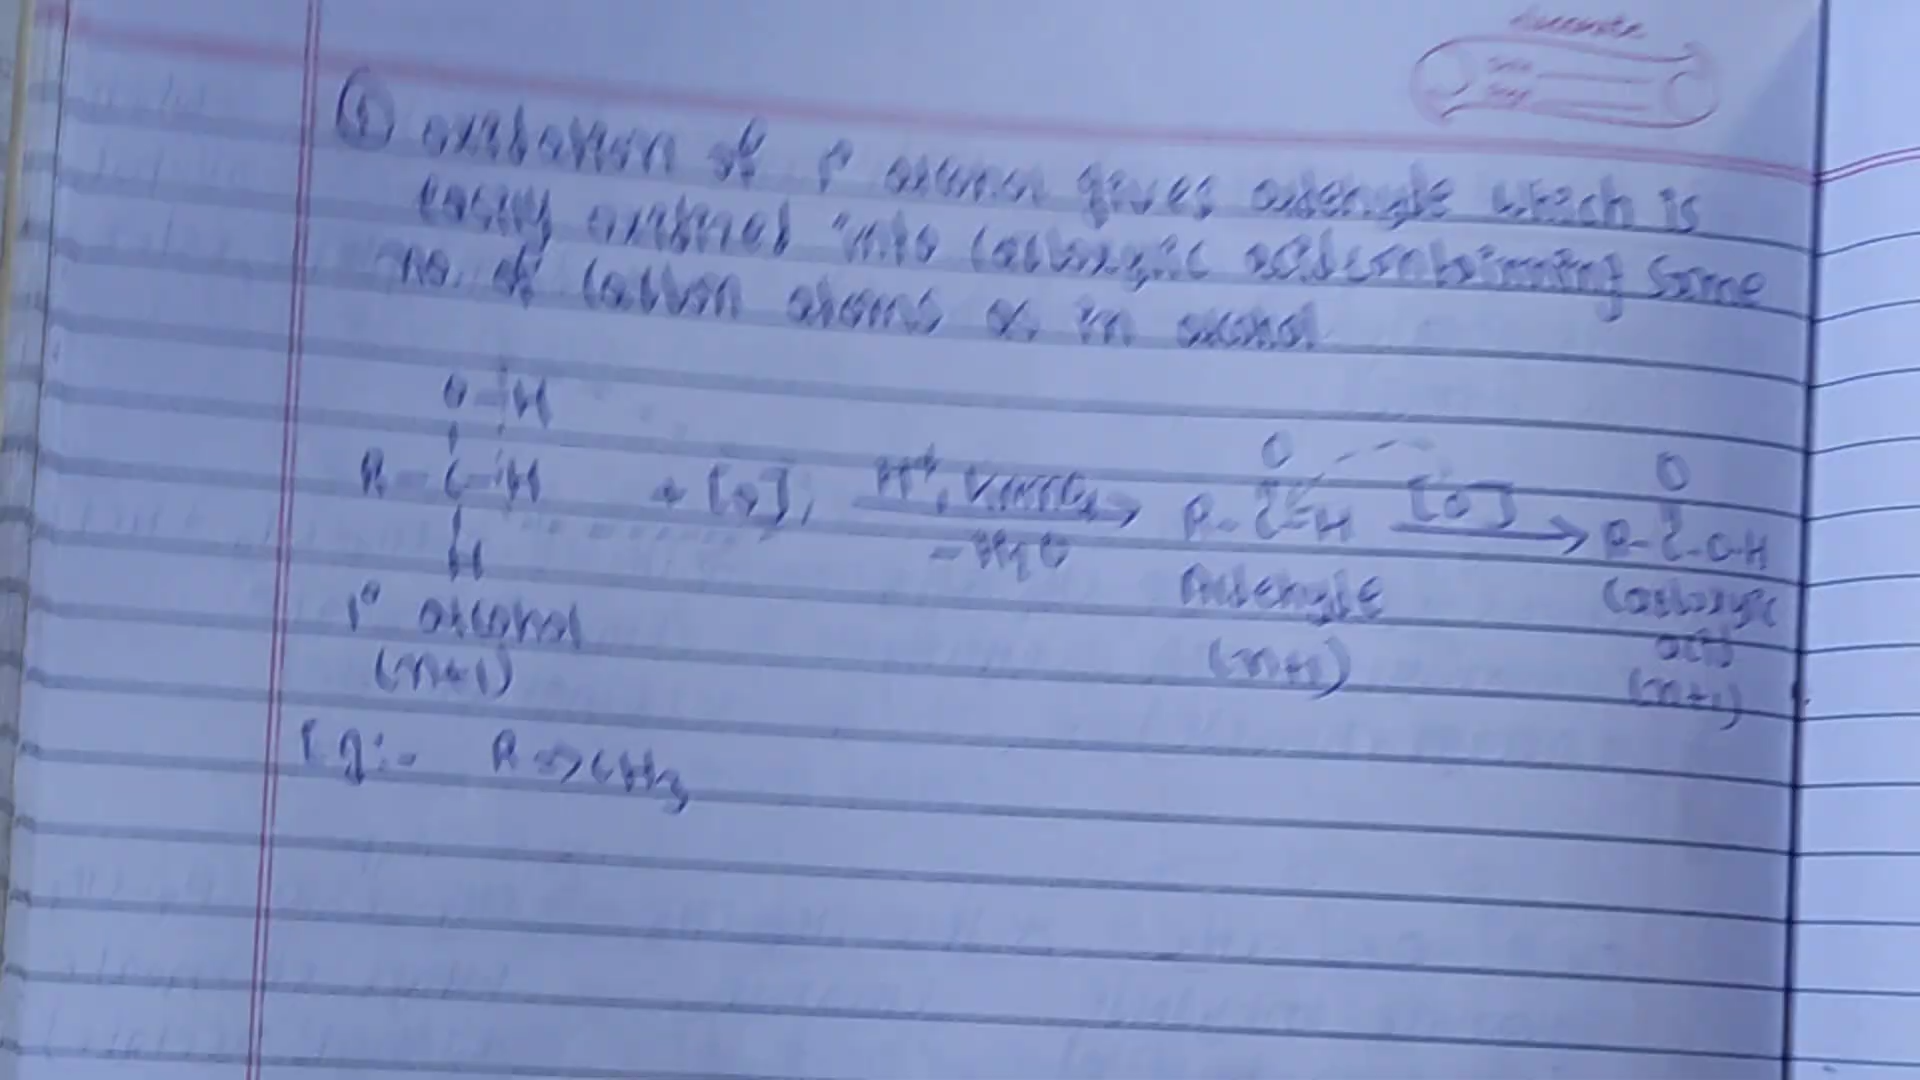 ① oxidation of 1° alcohol gives aldehyde which is
easily oxidised into carboxylic acid containing same
no. of carbon atoms as in alcohol
O-H
R-C-H + [O], H⁺, KMnO₄ → R-C-H [O] → R-C-O-H
-H₂O
O O
H
1° alcohol Aldehyde Carboxylic
acid
(n+1) (n+1) (n+1)
Eg:- R → CH₃